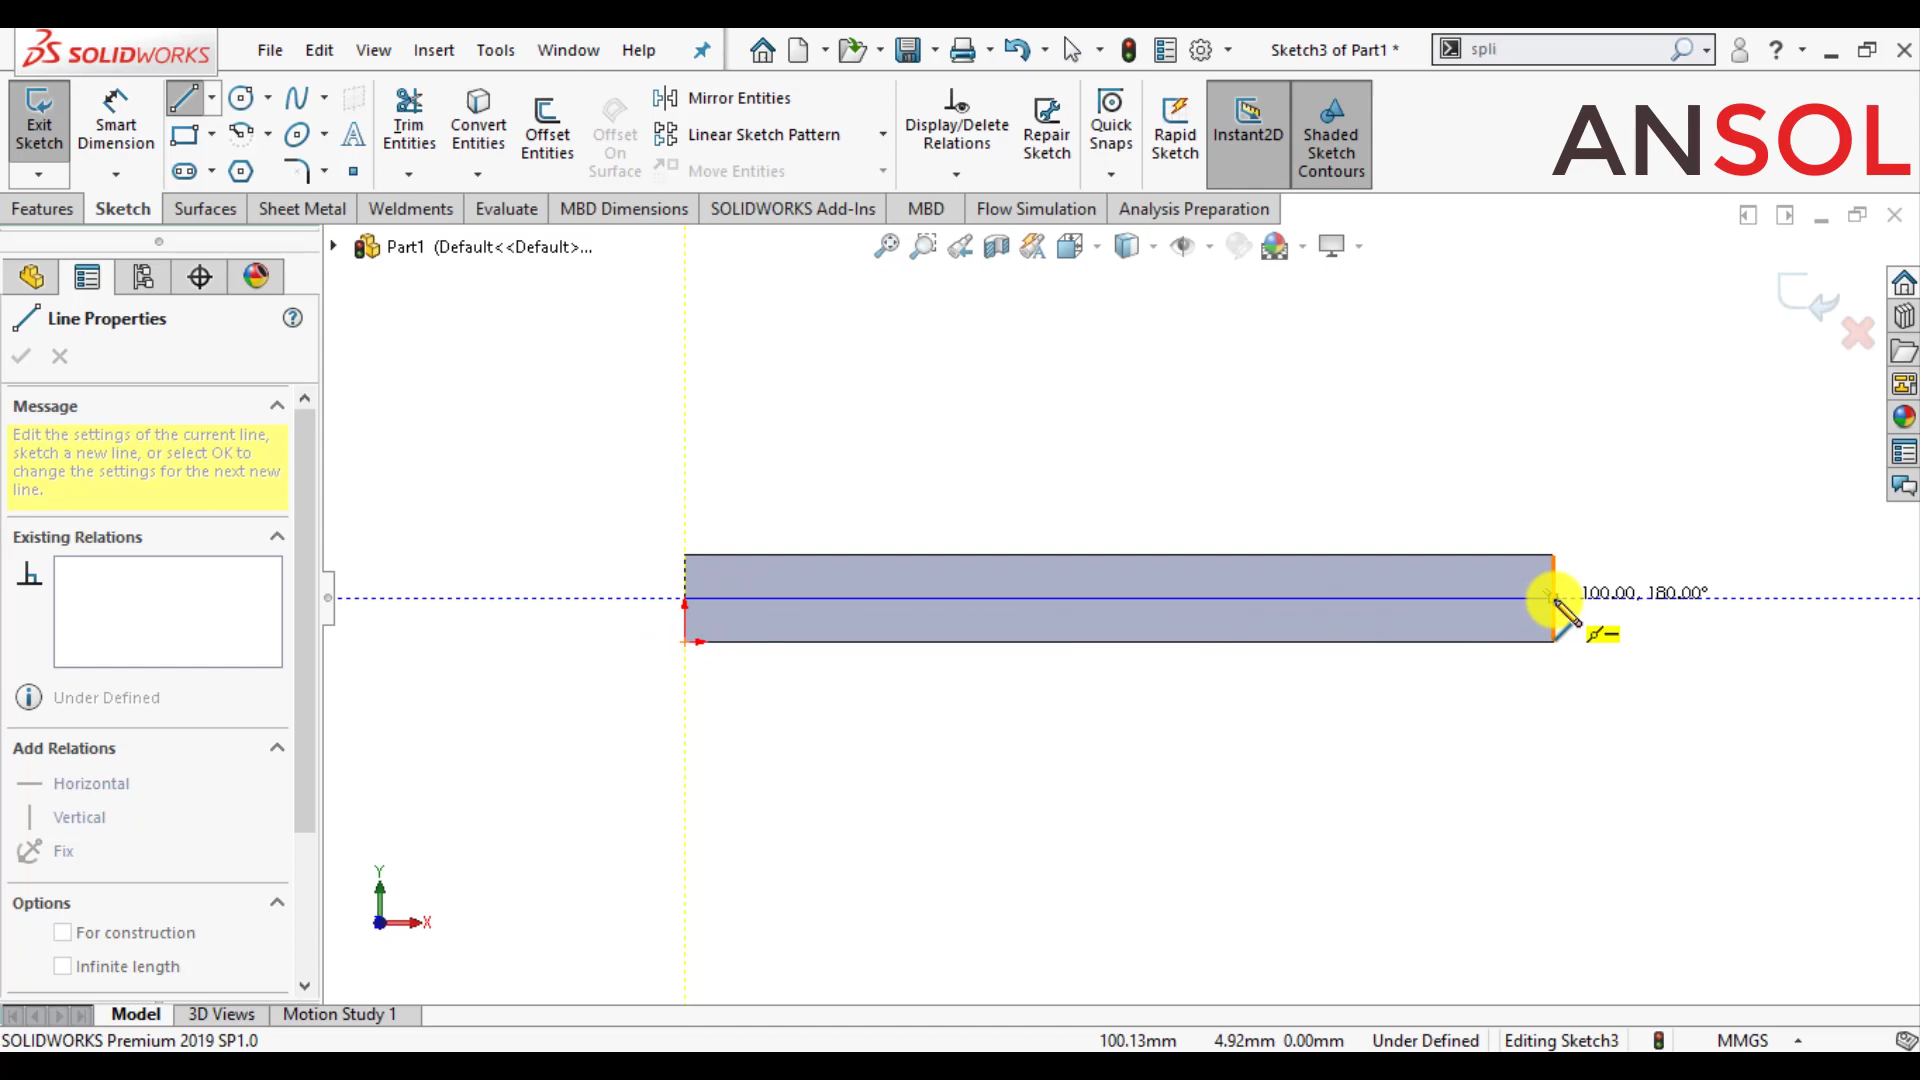 SOLIDWORKS File Edit View Insert Tools Window Help Sketch3 of Part1 * spli
Exit Sketch
Smart Dimension
Trim Entities
Convert Entities
Offset Entities
Offset On Surface
Mirror Entities
Linear Sketch Pattern
Move Entities
Display/Delete Relations
Repair Sketch
Quick Snaps
Rapid Sketch
Instant2D
Shaded Sketch Contours
ANSOL
Features Sketch Surfaces Sheet Metal Weldments Evaluate MBD Dimensions SOLIDWORKS Add-Ins MBD Flow Simulation Analysis Preparation
Part1 (Default<<Default>...
Line Properties
Message
Edit the settings of the current line,
sketch a new line, or select OK to
change the settings for the next new
line.
Existing Relations
Under Defined
Add Relations
Horizontal
Vertical
Fix
Options
For construction
Infinite length
100.00, 180.00°
Y
X
Model 3D Views Motion Study 1
SOLIDWORKS Premium 2019 SP1.0 100.13mm 4.92mm 0.00mm Under Defined Editing Sketch3 MMGS